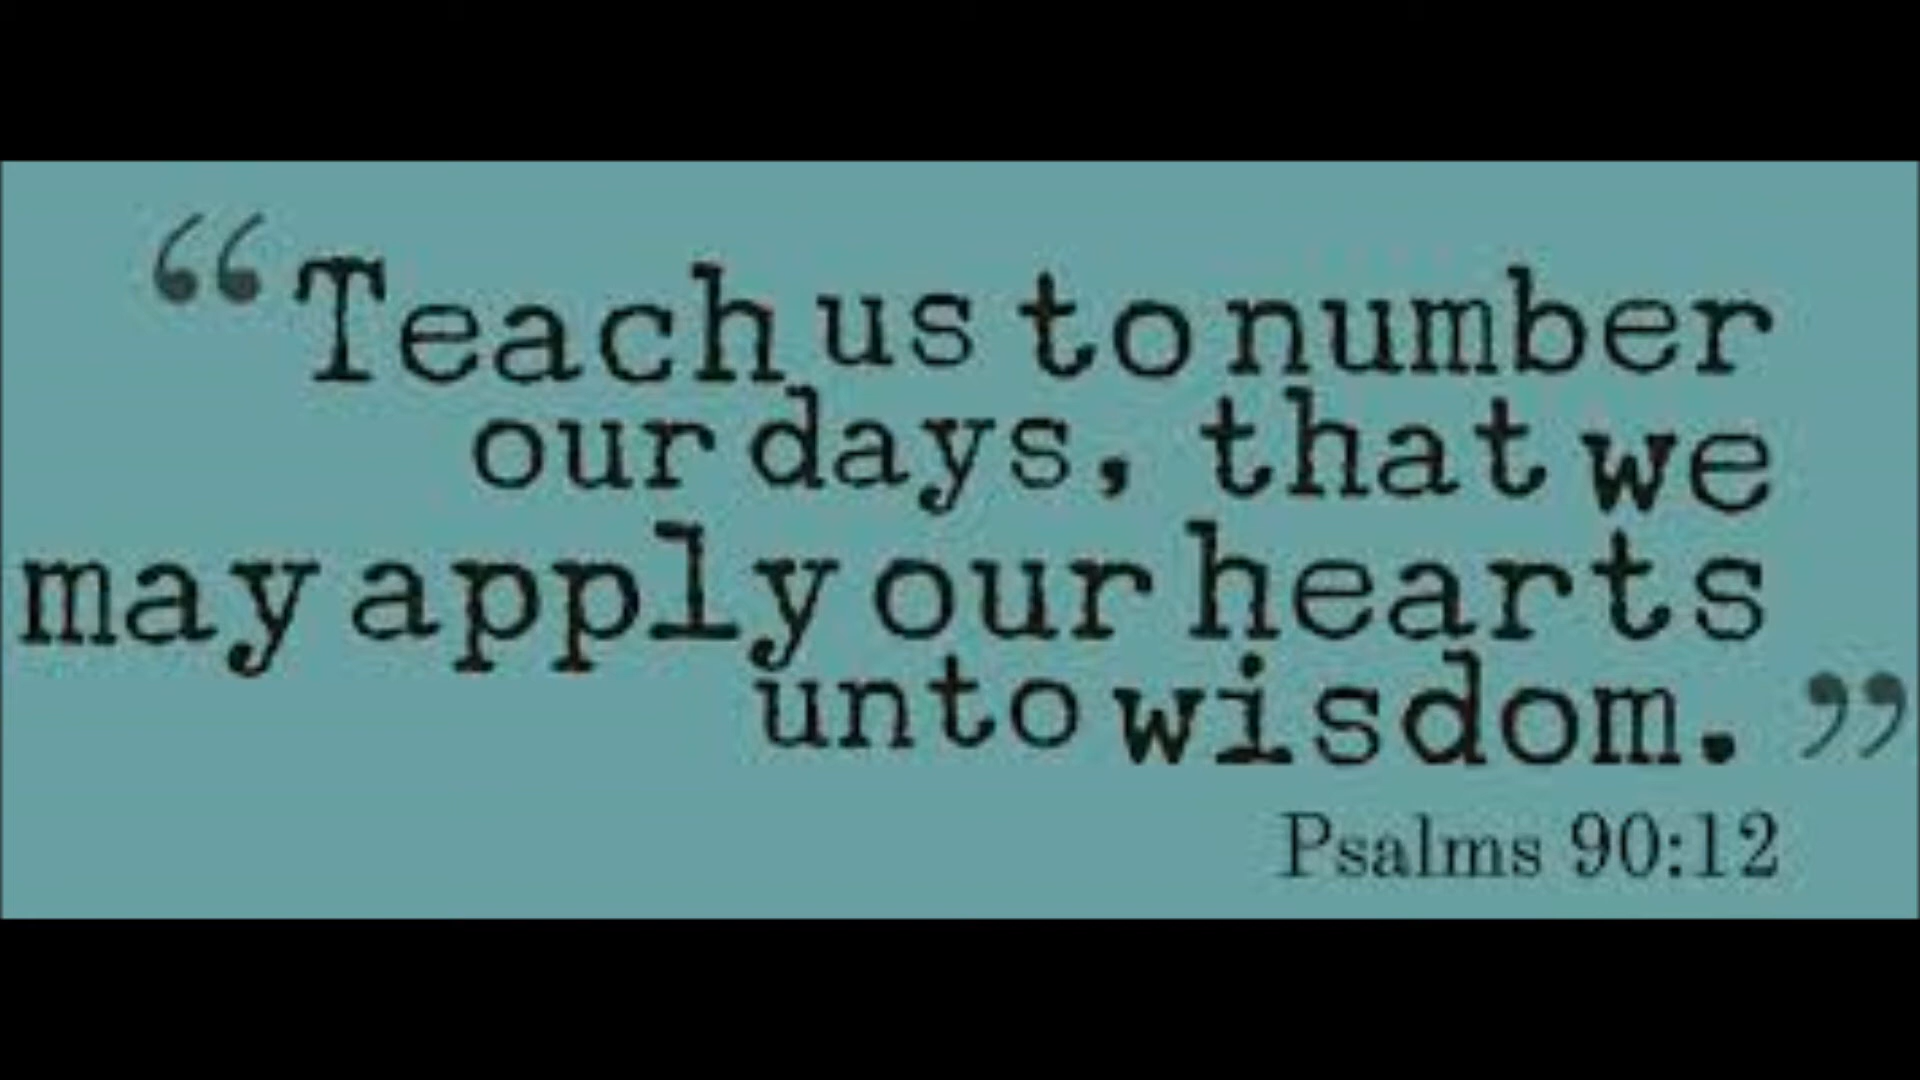 “Teach us to number
our days, that we
may apply our hearts
unto wisdom.”
Psalms 90:12